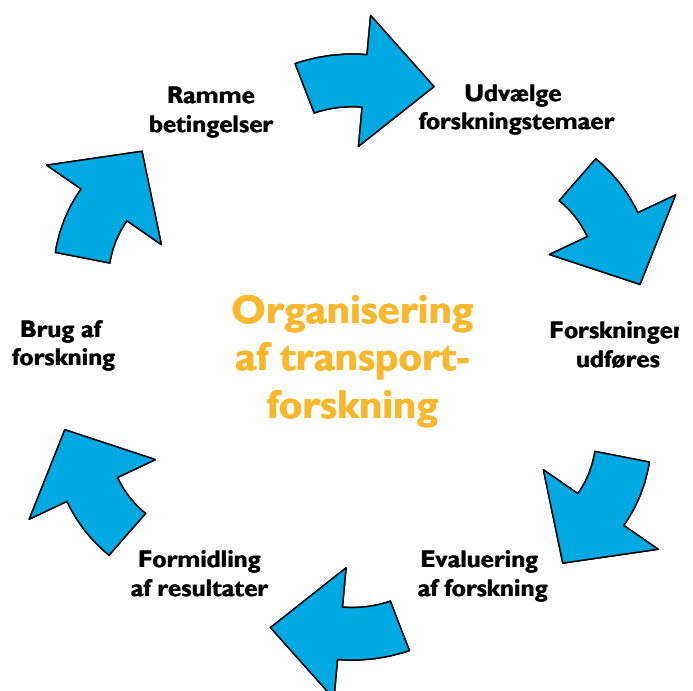 Ramme
betingelser
Udvælge
forskningstemaer
Forskningen
udføres
Evaluering
af forskning
Formidling
af resultater
Brug af
forskning
Organisering
af transport-
forskning